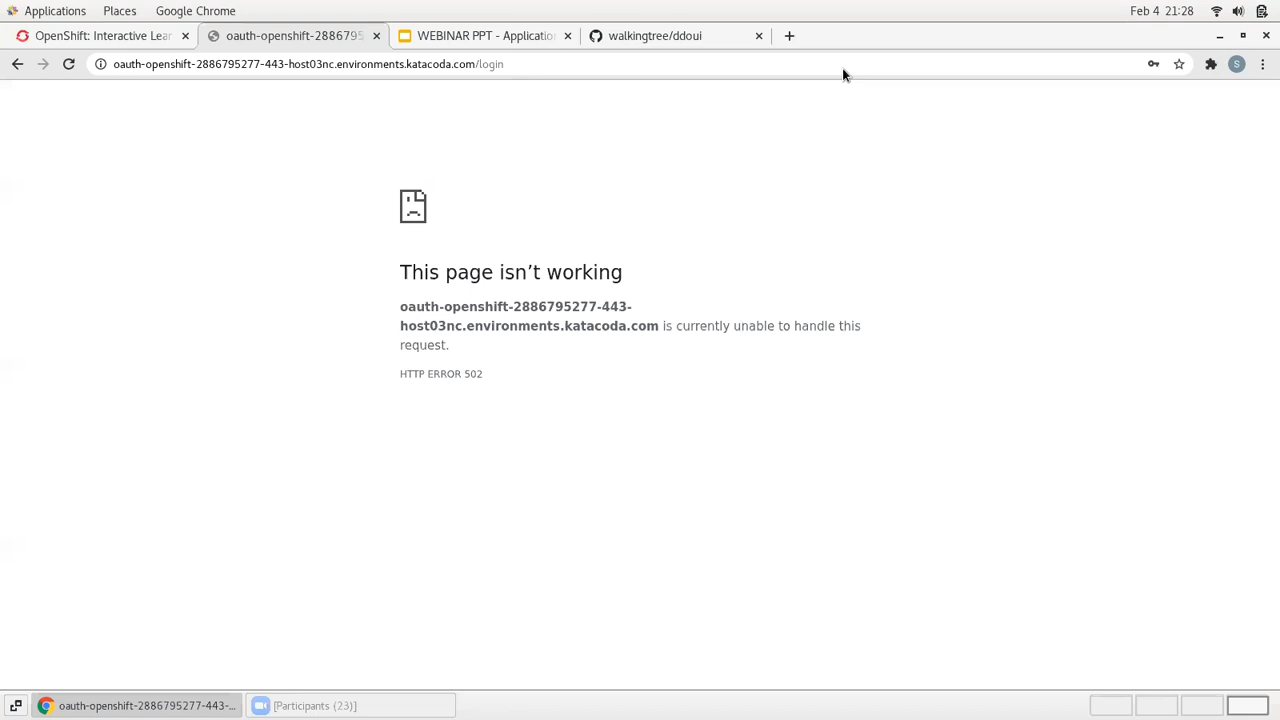 Applications Places Google Chrome Feb 4 21:28
OpenShift: Interactive Lear oauth-openshift-2886795 WEBINAR PPT - Applicatio walkingtree/ddoui
oauth-openshift-2886795277-443-host03nc.environments.katacoda.com/login S
This page isn’t working
oauth-openshift-2886795277-443-
host03nc.environments.katacoda.com is currently unable to handle this
request.
HTTP ERROR 502
oauth-openshift-2886795277-443-... [Participants (23)]